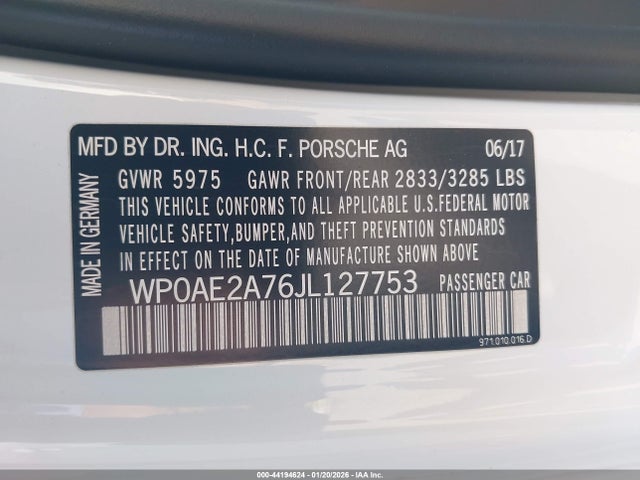 MFD BY DR. ING. H.C. F. PORSCHE AG 06/17
GVWR 5975 GAWR FRONT/REAR 2833/3285 LBS
THIS VEHICLE CONFORMS TO ALL APPLICABLE U.S.FEDERAL MOTOR
VEHICLE SAFETY,BUMPER,AND THEFT PREVENTION STANDARDS
IN EFFECT ON THE DATE OF MANUFACTURE SHOWN ABOVE
WP0AE2A76JL127753 PASSENGER CAR
MADE IN GERMANY
971.010.016.D
000-44194624 | 01/20/2026 - IAA Inc.